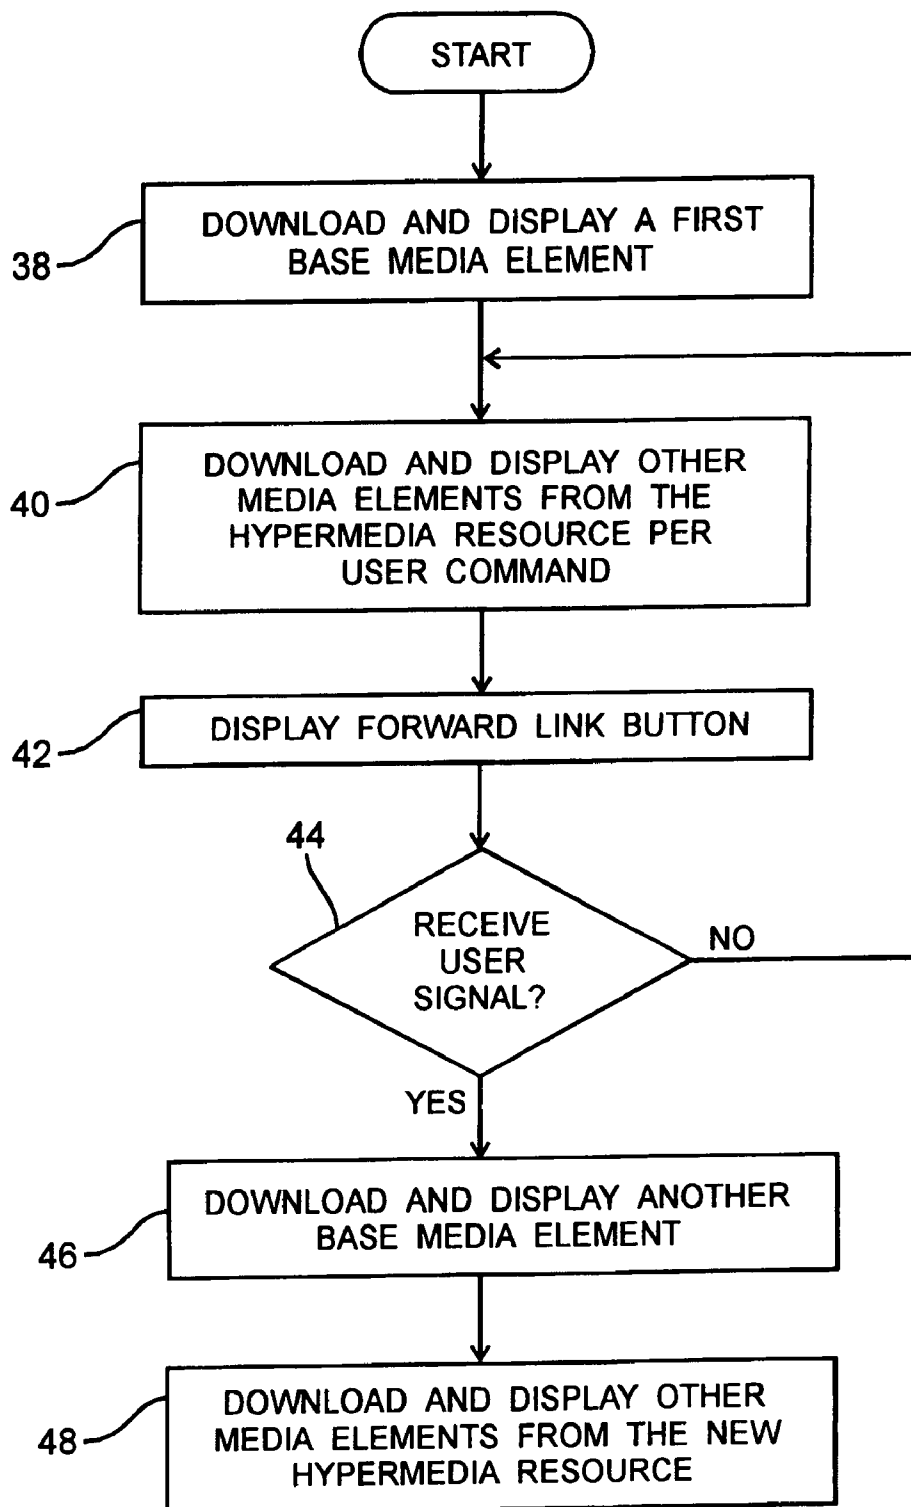 START
DOWNLOAD AND DISPLAY A FIRST
BASE MEDIA ELEMENT
38
DOWNLOAD AND DISPLAY OTHER
MEDIA ELEMENTS FROM THE
HYPERMEDIA RESOURCE PER
USER COMMAND
40
DISPLAY FORWARD LINK BUTTON
42
44
RECEIVE
USER
SIGNAL?
NO
YES
DOWNLOAD AND DISPLAY ANOTHER
BASE MEDIA ELEMENT
46
DOWNLOAD AND DISPLAY OTHER
MEDIA ELEMENTS FROM THE NEW
HYPERMEDIA RESOURCE
48